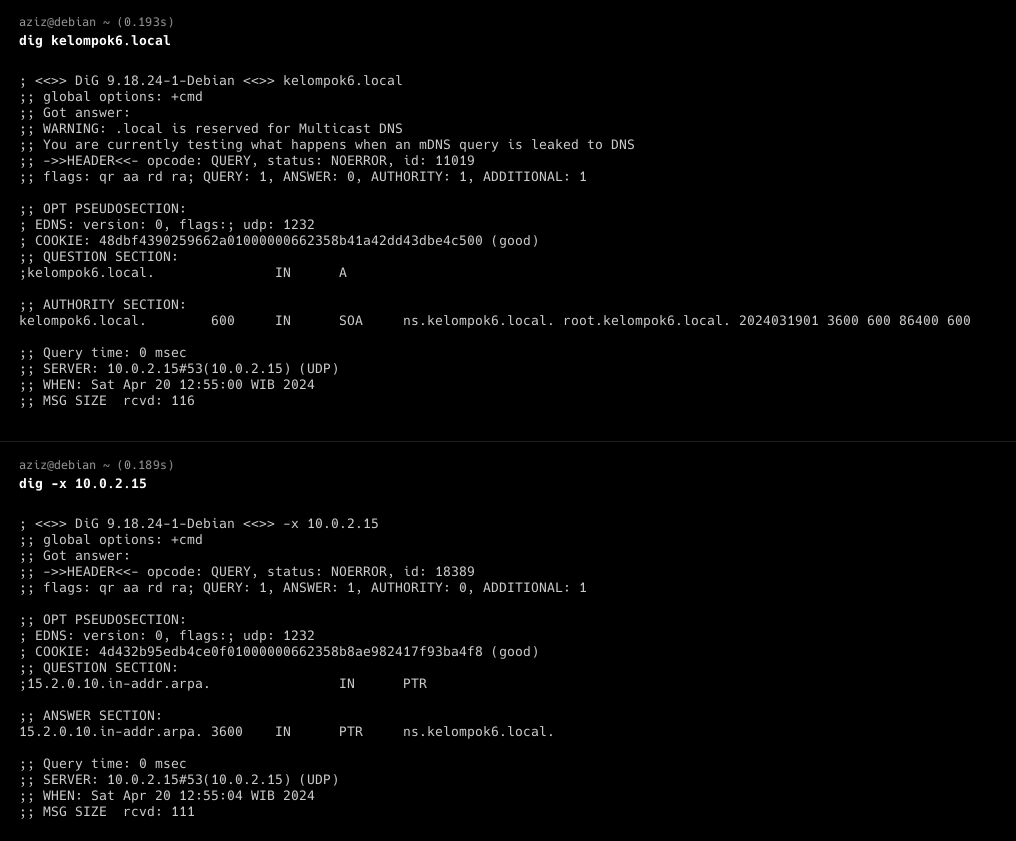 aziz@debian ~ (0.193s)
dig kelompok6.local
; <<>> DiG 9.18.24-1-Debian <<>> kelompok6.local
;; global options: +cmd
;; Got answer:
;; WARNING: .local is reserved for Multicast DNS
;; You are currently testing what happens when an mDNS query is leaked to DNS
;; ->>HEADER<<- opcode: QUERY, status: NOERROR, id: 11019
;; flags: qr aa rd ra; QUERY: 1, ANSWER: 0, AUTHORITY: 1, ADDITIONAL: 1
;; OPT PSEUDOSECTION:
; EDNS: version: 0, flags:; udp: 1232
; COOKIE: 48dbf4390259662a01000000662358b41a42dd43dbe4c500 (good)
;; QUESTION SECTION:
;kelompok6.local. IN A
;; AUTHORITY SECTION:
kelompok6.local. 600 IN SOA ns.kelompok6.local. root.kelompok6.local. 2024031901 3600 600 86400 600
;; Query time: 0 msec
;; SERVER: 10.0.2.15#53(10.0.2.15) (UDP)
;; WHEN: Sat Apr 20 12:55:00 WIB 2024
;; MSG SIZE rcvd: 116
aziz@debian ~ (0.189s)
dig -x 10.0.2.15
; <<>> DiG 9.18.24-1-Debian <<>> -x 10.0.2.15
;; global options: +cmd
;; Got answer:
;; ->>HEADER<<- opcode: QUERY, status: NOERROR, id: 18389
;; flags: qr aa rd ra; QUERY: 1, ANSWER: 1, AUTHORITY: 0, ADDITIONAL: 1
;; OPT PSEUDOSECTION:
; EDNS: version: 0, flags:; udp: 1232
; COOKIE: 4d432b95edb4ce0f01000000662358b8ae982417f93ba4f8 (good)
;; QUESTION SECTION:
;15.2.0.10.in-addr.arpa. IN PTR
;; ANSWER SECTION:
15.2.0.10.in-addr.arpa. 3600 IN PTR ns.kelompok6.local.
;; Query time: 0 msec
;; SERVER: 10.0.2.15#53(10.0.2.15) (UDP)
;; WHEN: Sat Apr 20 12:55:04 WIB 2024
;; MSG SIZE rcvd: 111